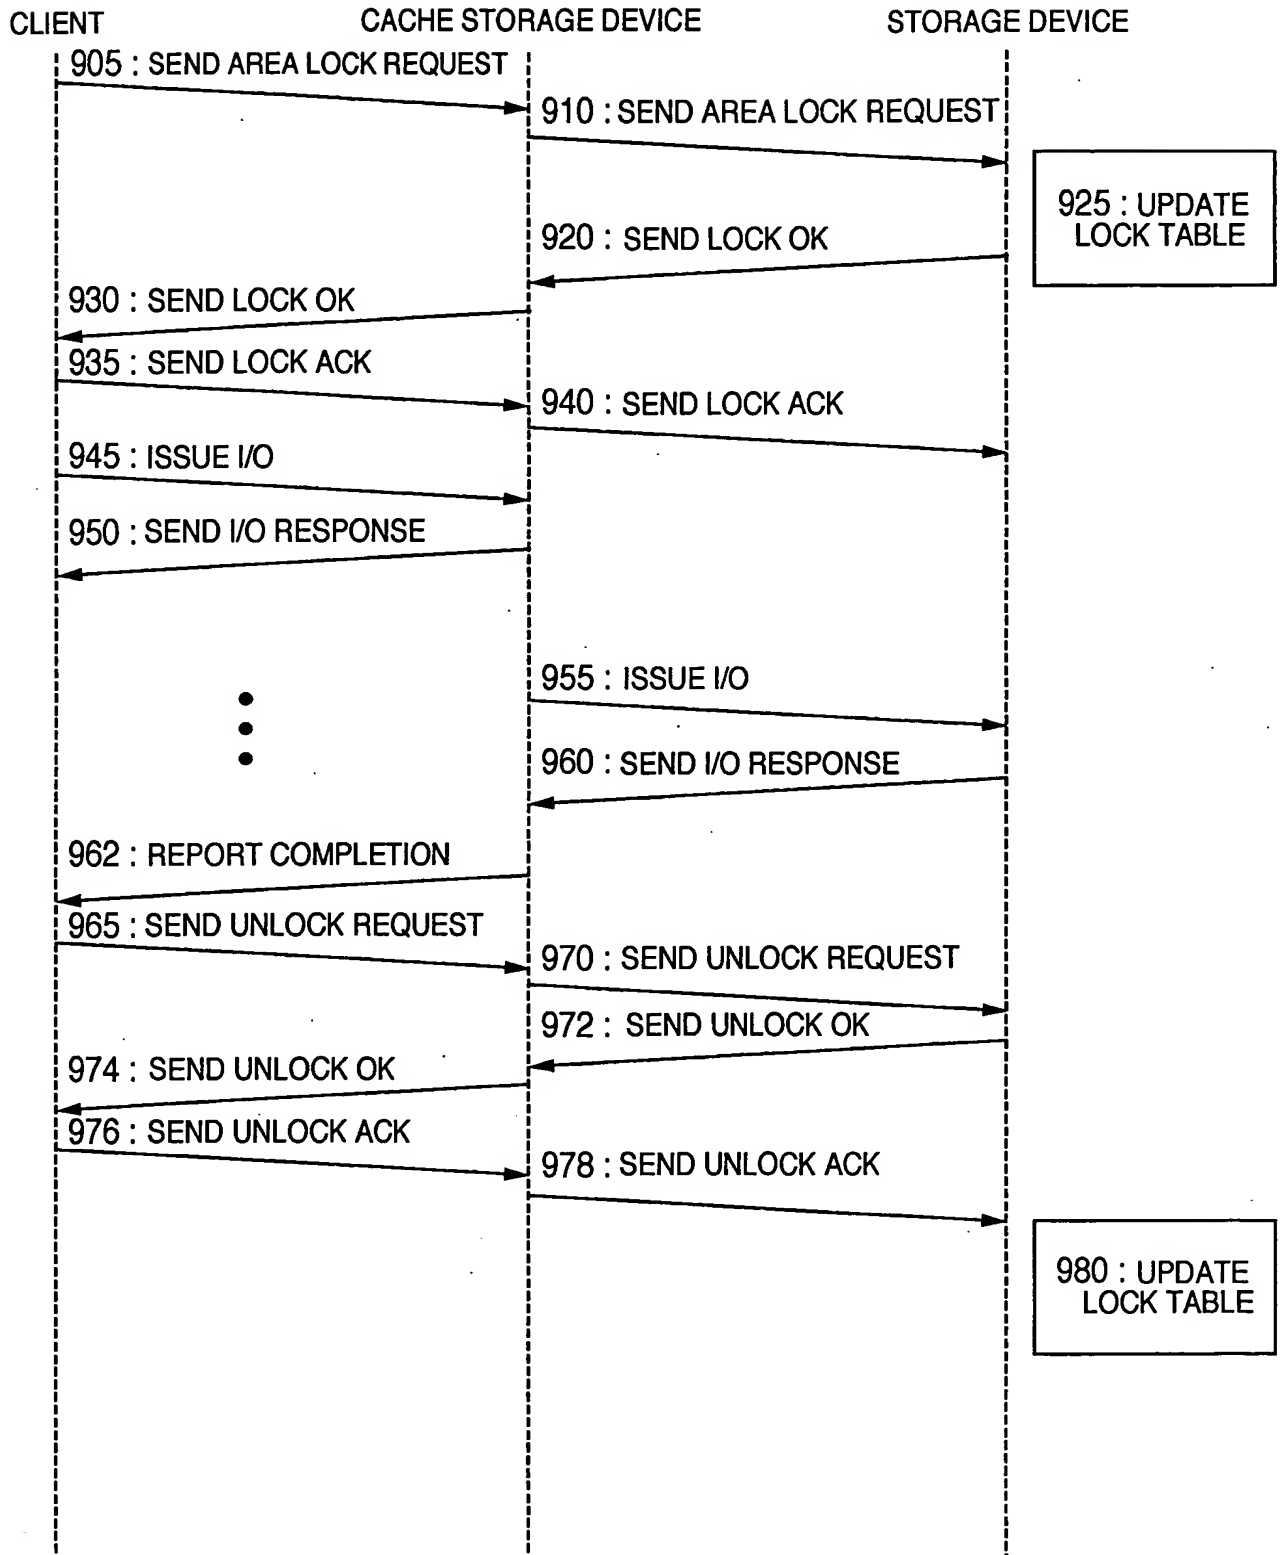 CLIENT
CACHE STORAGE DEVICE
STORAGE DEVICE
905 : SEND AREA LOCK REQUEST
910 : SEND AREA LOCK REQUEST
925 : UPDATE
LOCK TABLE
920 : SEND LOCK OK
930 : SEND LOCK OK
935 : SEND LOCK ACK
940 : SEND LOCK ACK
945 : ISSUE I/O
950 : SEND I/O RESPONSE
955 : ISSUE I/O
960 : SEND I/O RESPONSE
962 : REPORT COMPLETION
965 : SEND UNLOCK REQUEST
970 : SEND UNLOCK REQUEST
972 : SEND UNLOCK OK
974 : SEND UNLOCK OK
976 : SEND UNLOCK ACK
978 : SEND UNLOCK ACK
980 : UPDATE
LOCK TABLE